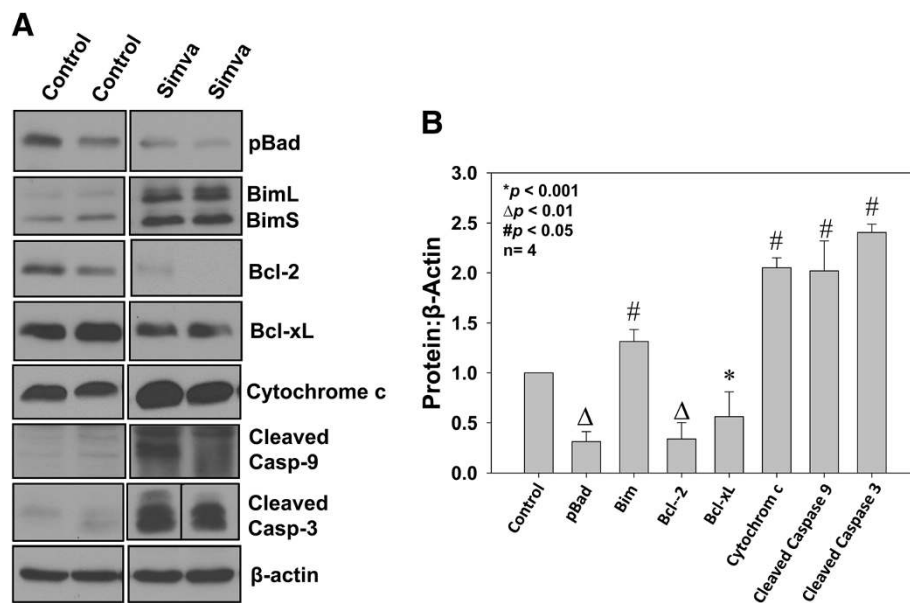 A
Control
Control
Simva
Simva
pBad
BimL
BimS
Bcl-2
Bcl-xL
Cytochrome c
Cleaved
Casp-9
Cleaved
Casp-3
β-actin
B
Protein:β-Actin
3.0
2.5
2.0
1.5
1.0
0.5
0.0
*p < 0.001
Δp < 0.01
#p < 0.05
n= 4
Δ
#
Δ
*
#
#
#
Control
pBad
Bim
Bcl--2
Bcl-xL
Cytochrom c
Cleaved Caspase 9
Cleaved Caspase 3